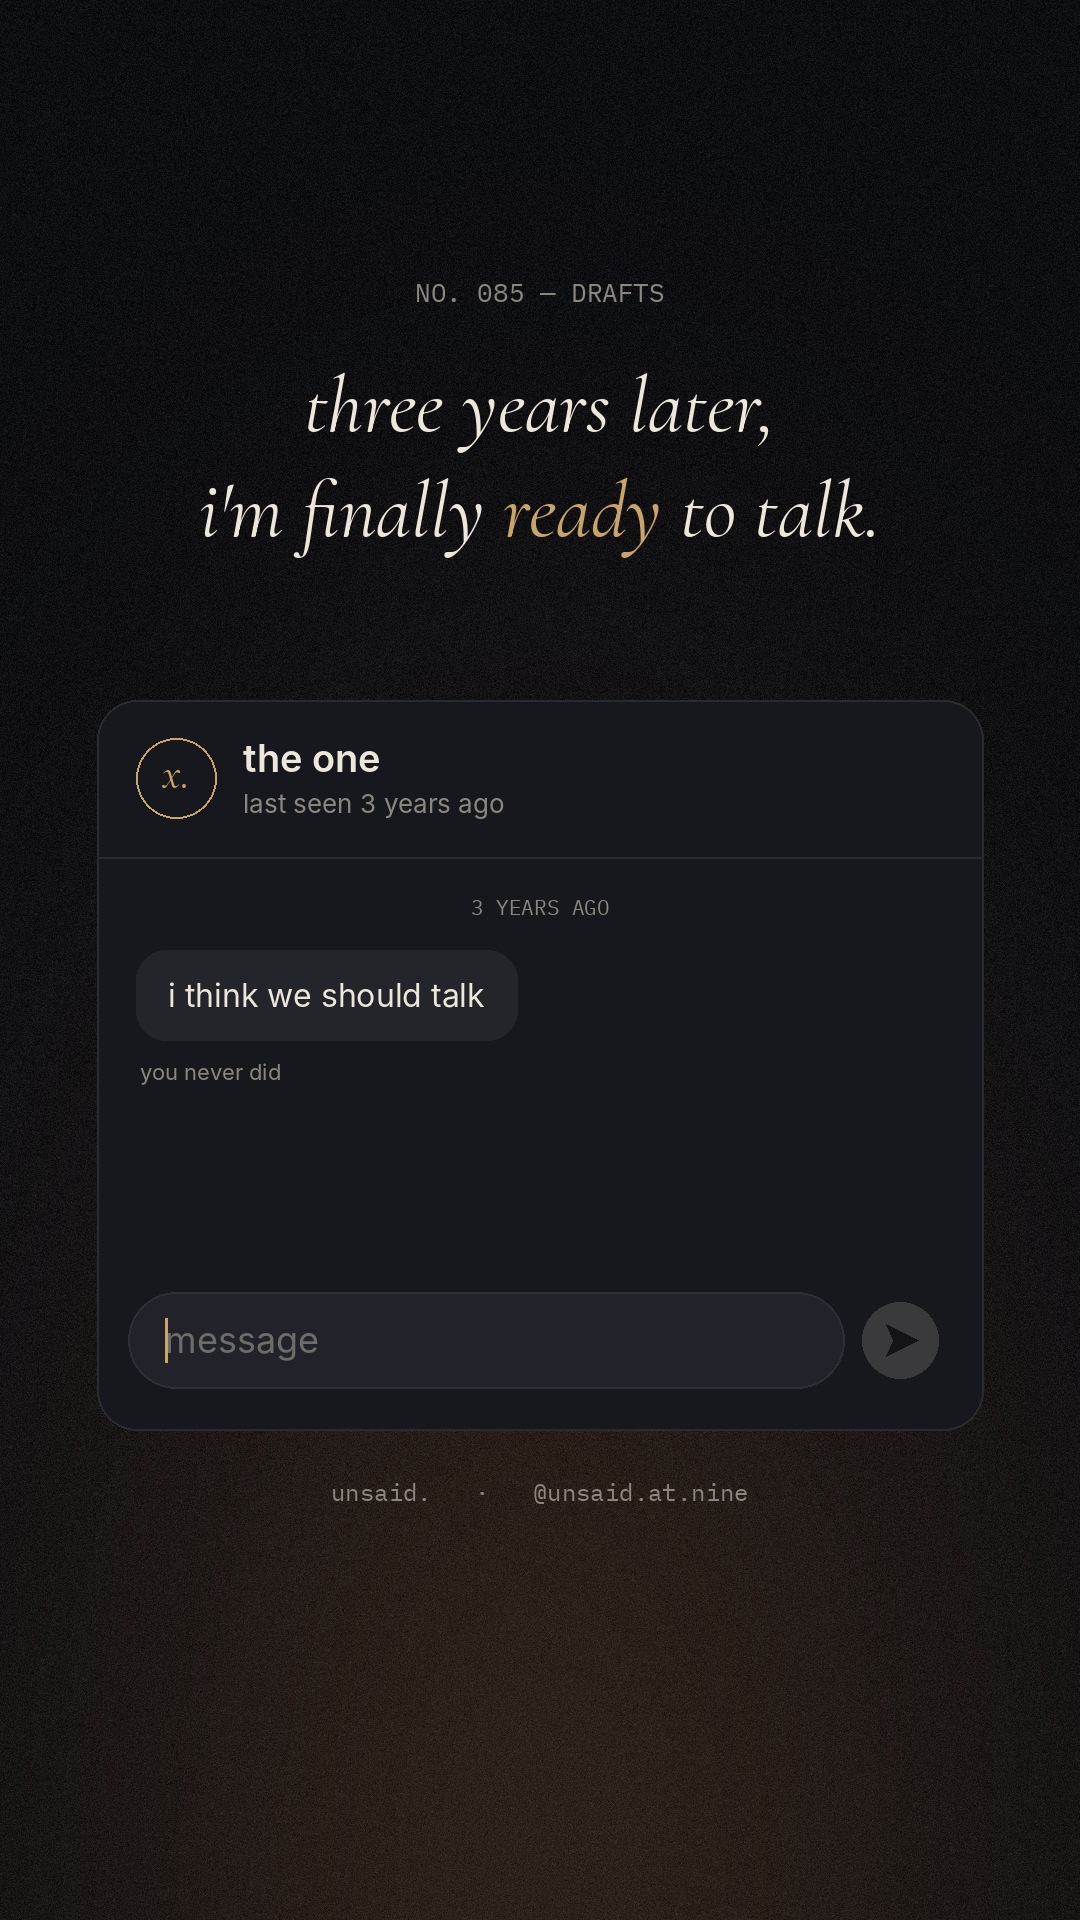 NO. 085 — DRAFTS
three years later,
i'm finally ready to talk.
x.
the one
last seen 3 years ago
3 YEARS AGO
i think we should talk
you never did
message
unsaid. · @unsaid.at.nine